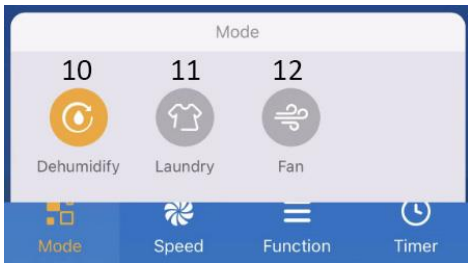 Mode
10 11 12
Dehumidify Laundry Fan
Mode Speed Function Timer